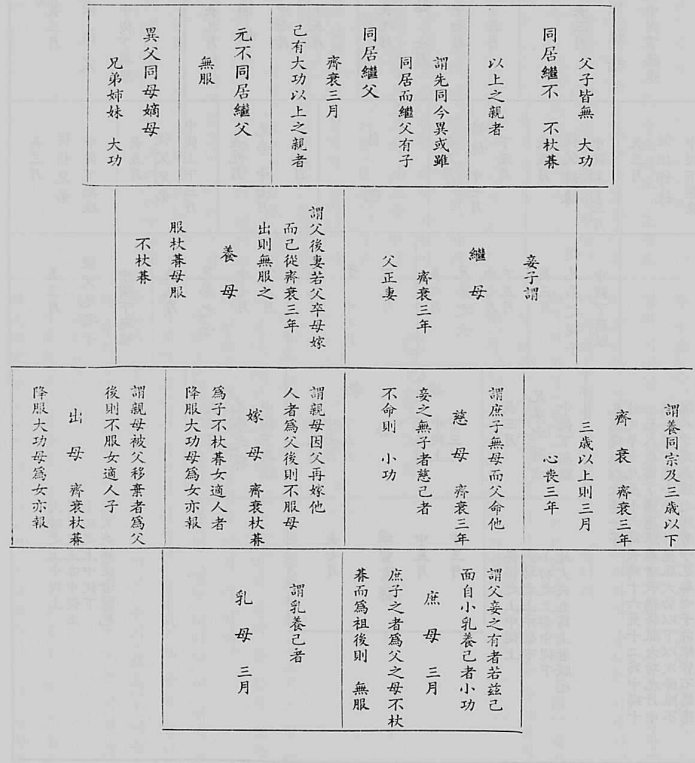 父子皆無　大功
同居繼不　不杖朞
以上之親者
謂先同今異或雖
同居而繼父有子
同居繼父
齊衰三月
己有大功以上之親者
元不同居繼父
無服
異父同母嫡母
兄弟姉妹　大功
妾子謂
繼母
齊衰三年
父正妻
謂父後妻若父卒母嫁
而己從齊衰三年
出則無服之
養母
服杖朞母服
不杖朞
謂養同宗及三歲以下
齊衰　齊衰三年
三歲以上則三月
心喪三年
謂庶子無母而父命他
慈母　齊衰三年
妾之無子者慈己者
不命則　小功
謂親母因父再嫁他
人者爲父後則不服母
嫁母　齊衰杖朞
爲子不杖朞女適人者
降服大功母爲女亦報
謂親母被父移棄者爲父
後則不服女適人子
出母　齊衰杖朞
降服大功母爲女亦報
謂父妾之有者若玆己
面自小乳養己者小功
庶母　三月
庶子之者爲父之母不杖
朞而爲祖後則　無服
謂乳養己者
乳母　三月